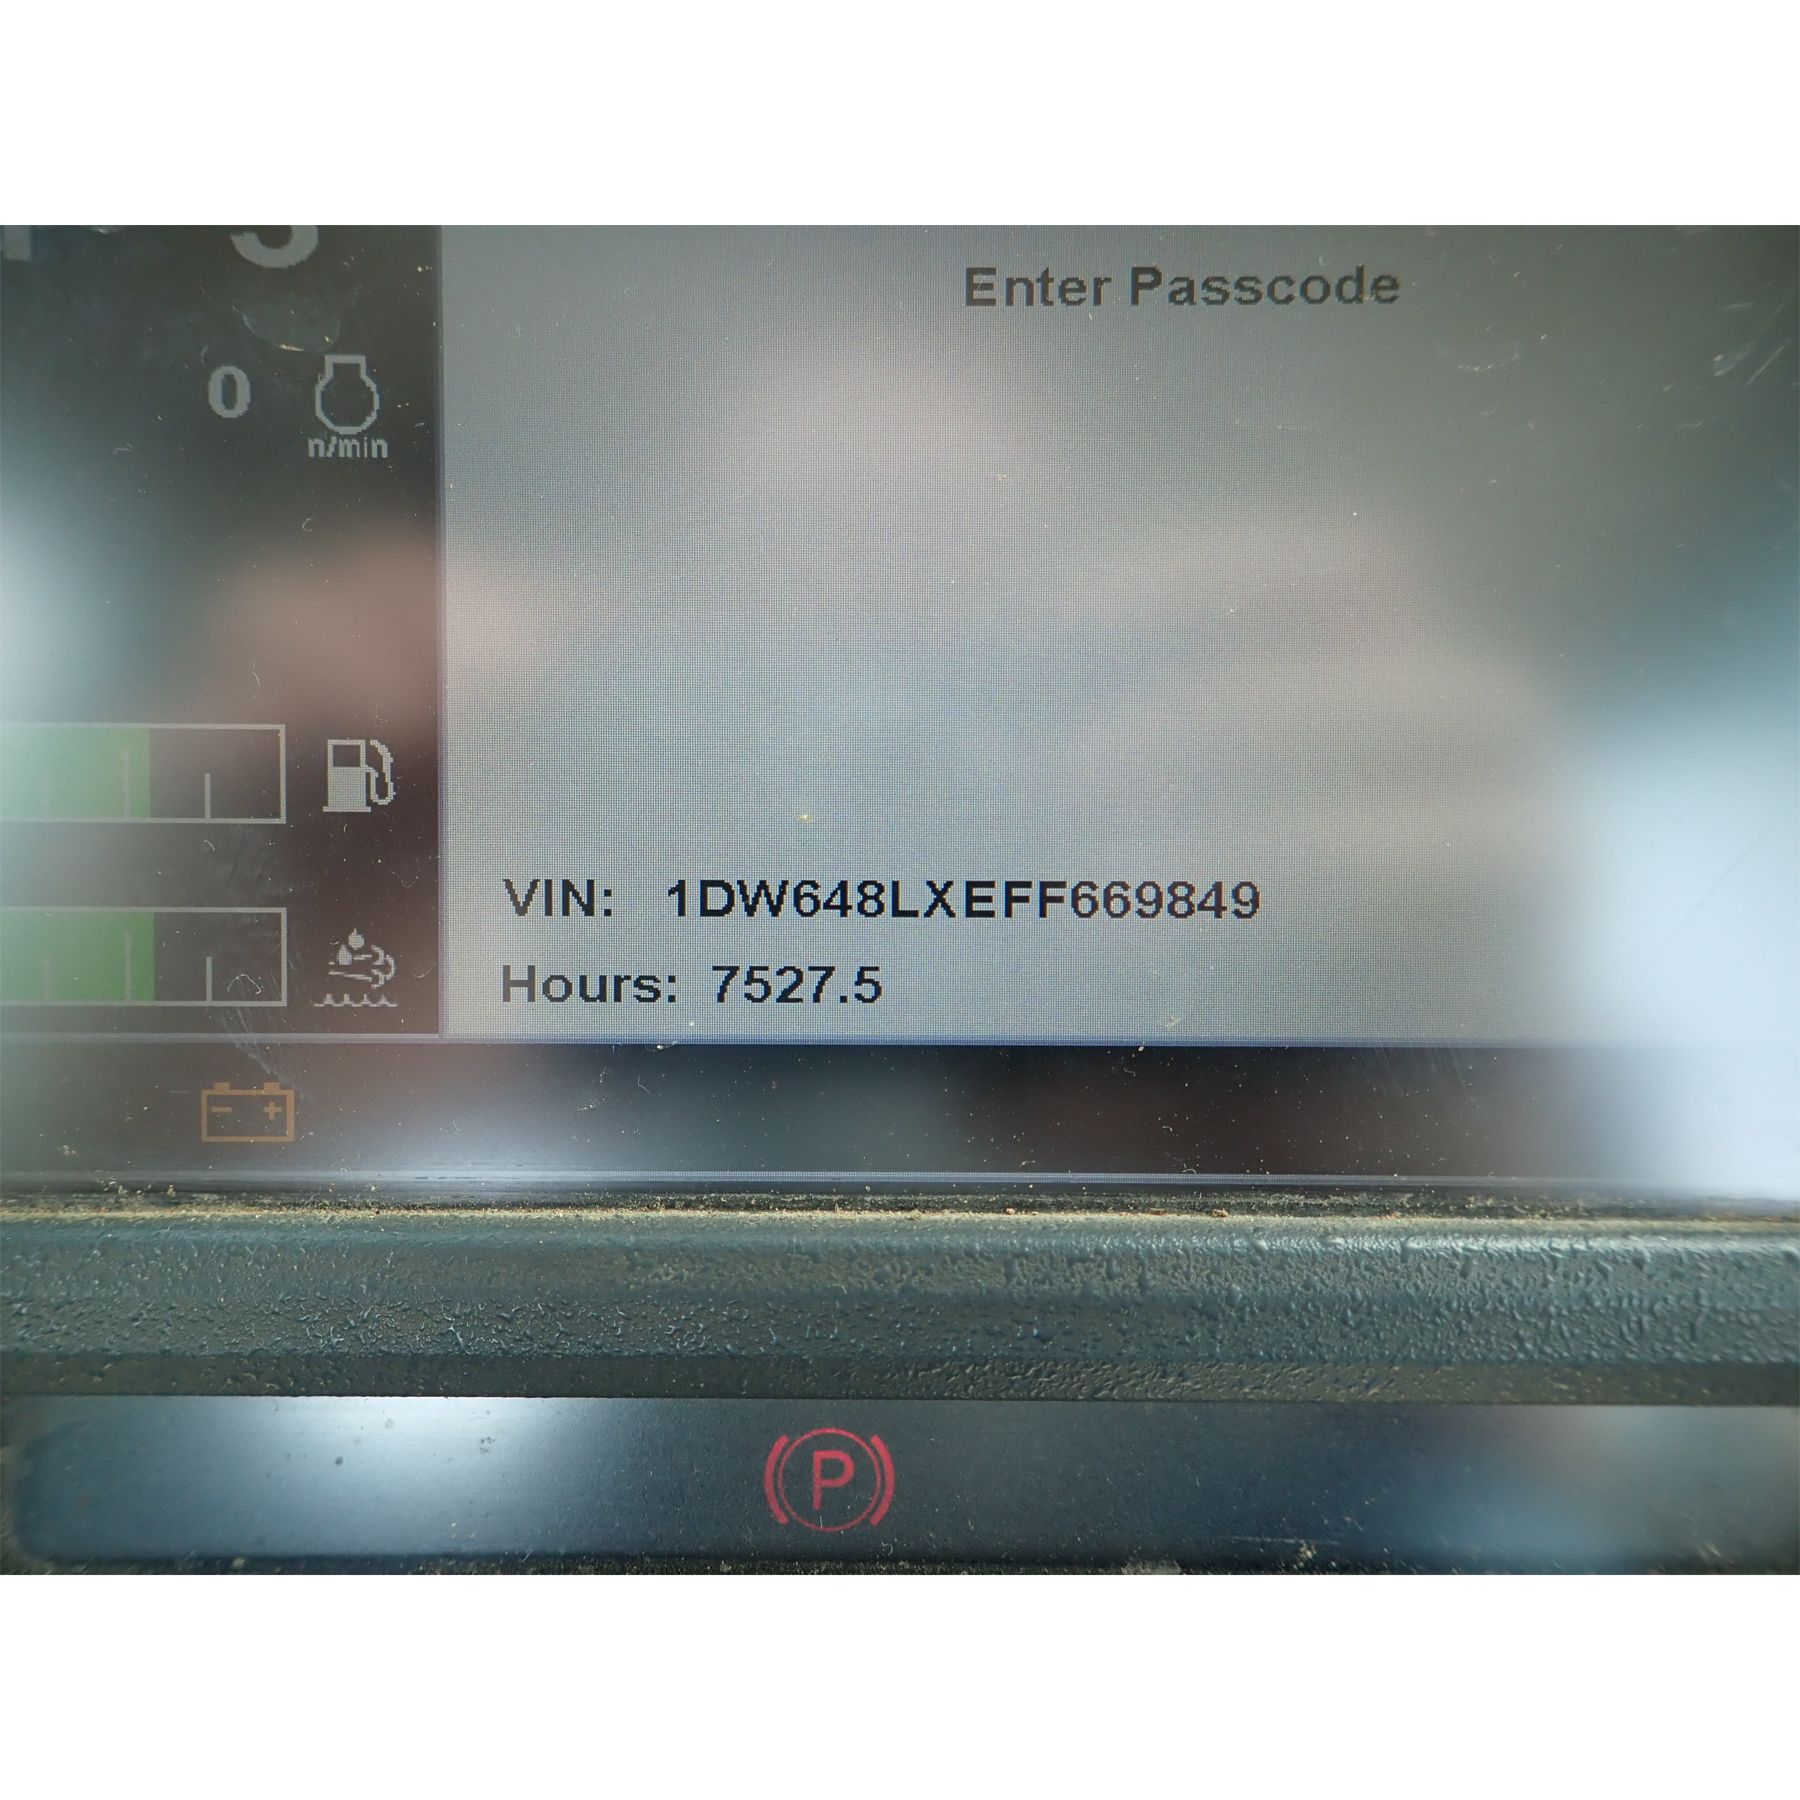 Enter Passcode
0
n/min
VIN: 1DW648LXEFF669849
Hours: 7527.5
P